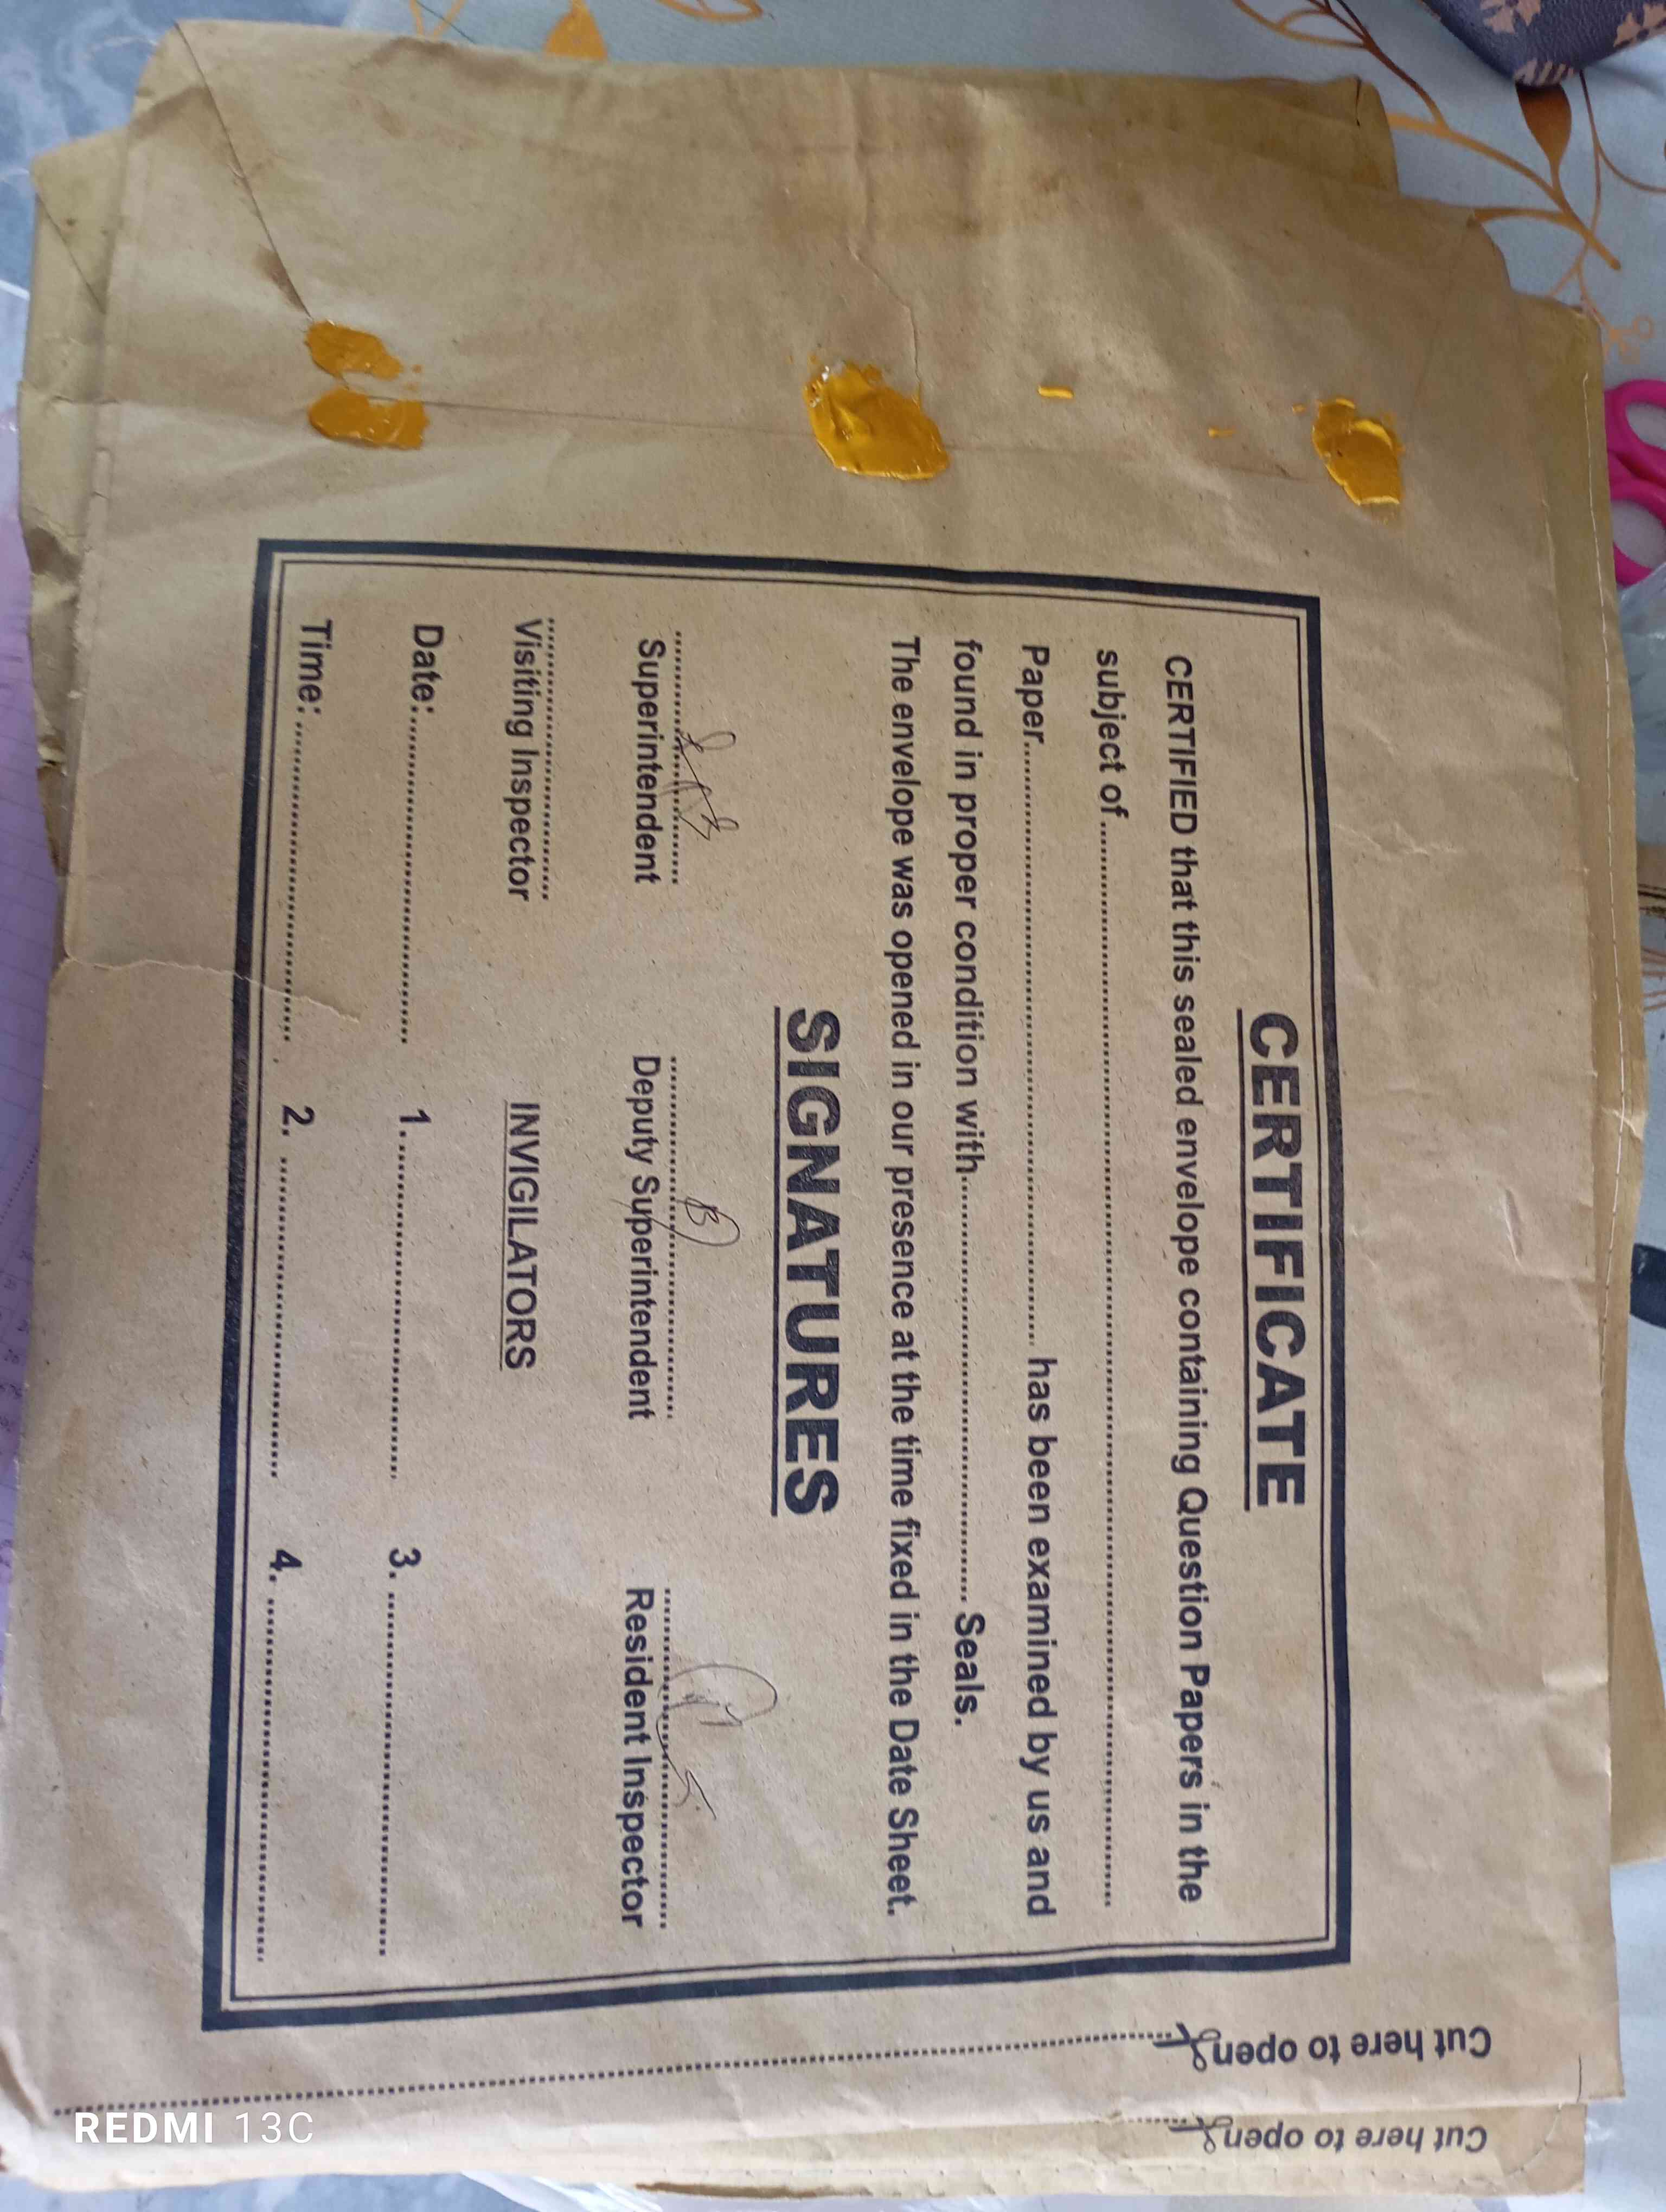 CERTIFICATE
CERTIFIED that this sealed envelope containing Question Papers in the
subject of..........................................................................
Paper........................................ has been examined by us and
found in proper condition with........................................ Seals.
The envelope was opened in our presence at the time fixed in the Date Sheet.
SIGNATURES
Superintendent Deputy Superintendent Resident Inspector
Visiting Inspector INVIGILATORS
Date:............................ 1............................ 3. ............................
Time: ............................ 2. ............................ 4. ............................
Cut here to open
Cut here to open
REDMI 13C